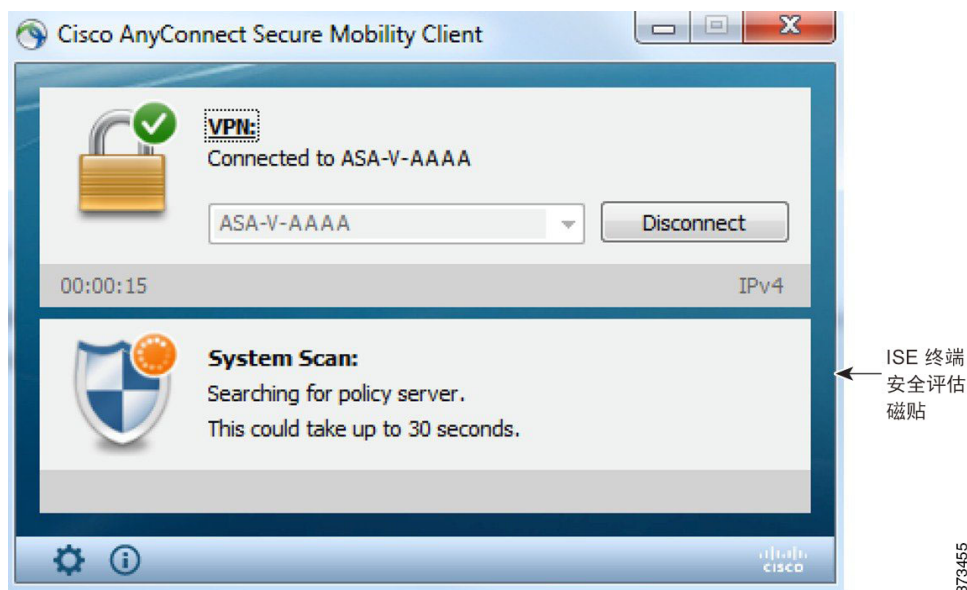 Cisco AnyConnect Secure Mobility Client
VPN:
Connected to ASA-V-AAAA
ASA-V-AAAA
Disconnect
00:00:15
IPv4
System Scan:
Searching for policy server.
This could take up to 30 seconds.
ISE 终端
安全评估
磁贴
cisco
373455